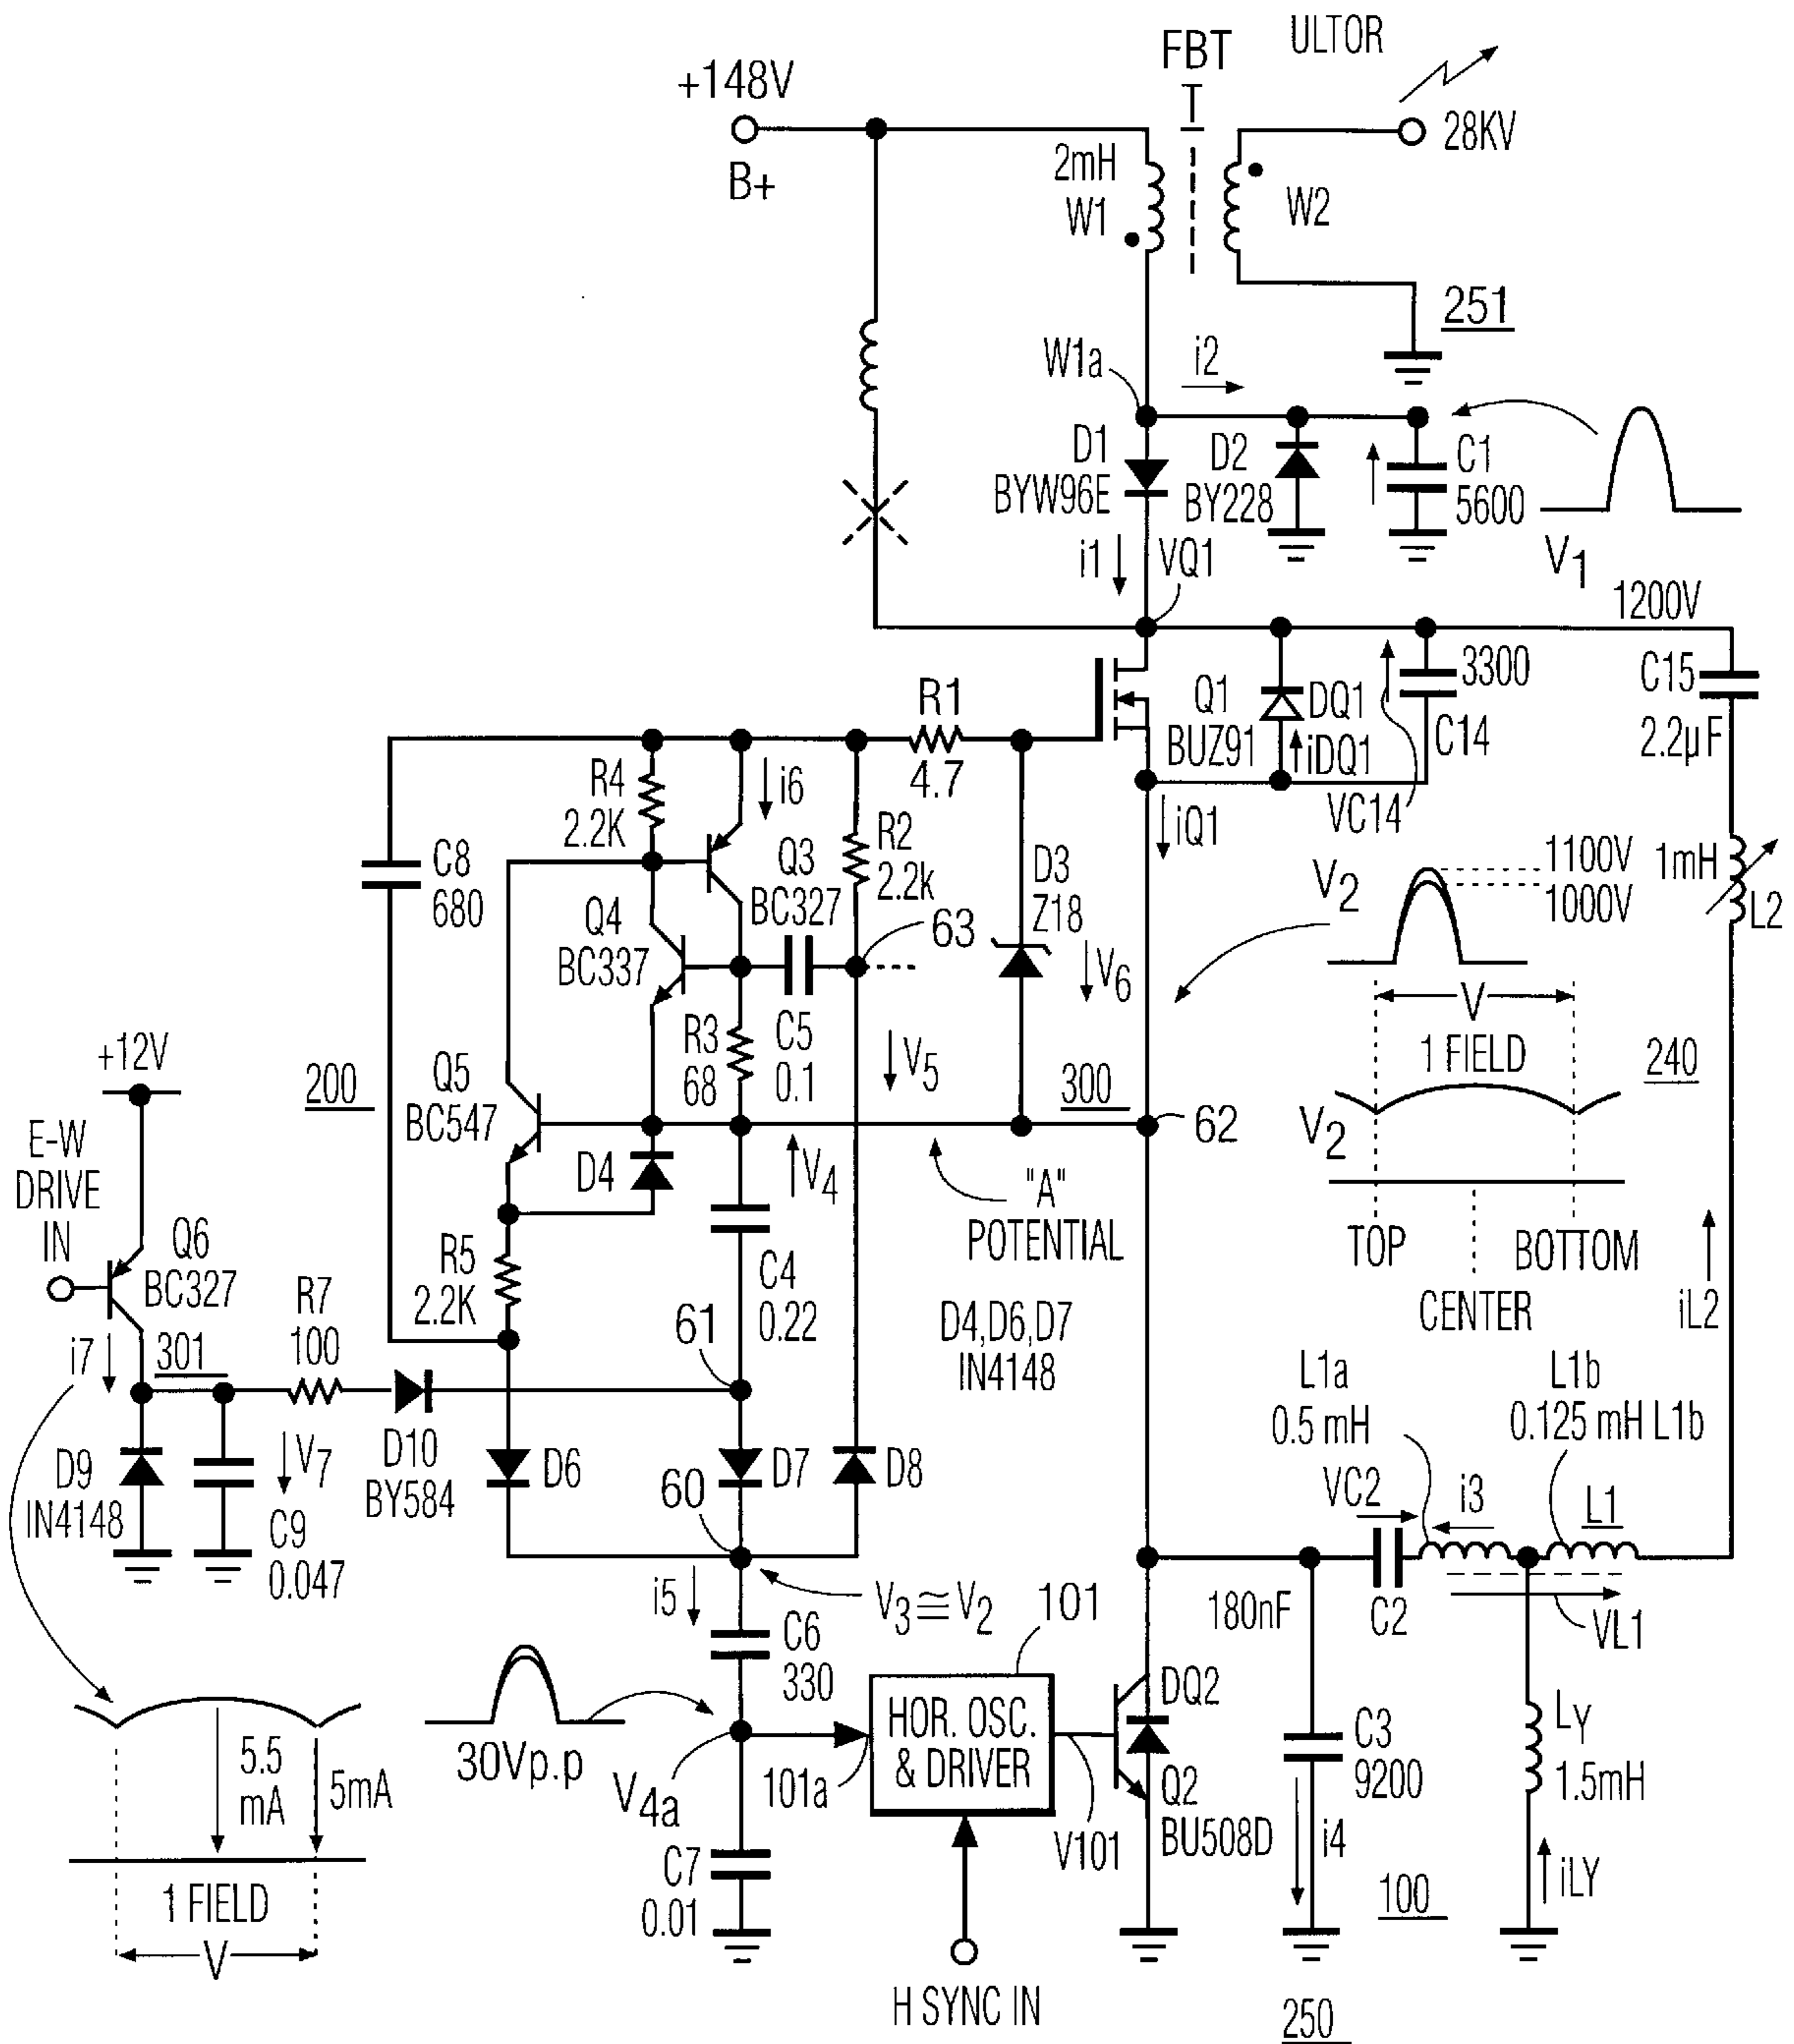 ULTOR
FBT
T
+148V
B+
28KV
2mH
W1
W2
251
W1a
i2
D1
BYW96E
D2
BY228
C1
5600
V1
i1
VQ1
1200V
3300
C14
C15
2.2µF
R1
4.7
Q1
BUZ91
DQ1
iDQ1
VC14
iQ1
R4
2.2K
i6
R2
2.2k
Q3
BC327
C8
680
D3
Z18
V2
1100V
1000V
1mH
L2
Q4
BC337
63
V6
V
1 FIELD
240
R3
68
C5
0.1
V5
+12V
200
Q5
BC547
300
62
V2
E-W
DRIVE
IN
D4
V4
"A"
POTENTIAL
TOP
BOTTOM
CENTER
Q6
BC327
R5
2.2K
C4
0.22
iL2
R7
100
61
D4,D6,D7
IN4148
i7
301
L1a
0.5 mH
L1b
0.125 mH L1b
D9
IN4148
V7
D10
BY584
D6
D7
D8
60
VC2
i3
L1
C9
0.047
i5
V3≅V2
101
180nF
C2
VL1
C6
330
HOR. OSC.
& DRIVER
DQ2
Q2
BU508D
C3
9200
LY
1.5mH
30Vp.p
V4a
101a
V101
5.5
mA
5mA
i4
iLY
C7
0.01
100
1 FIELD
V
H SYNC IN
250